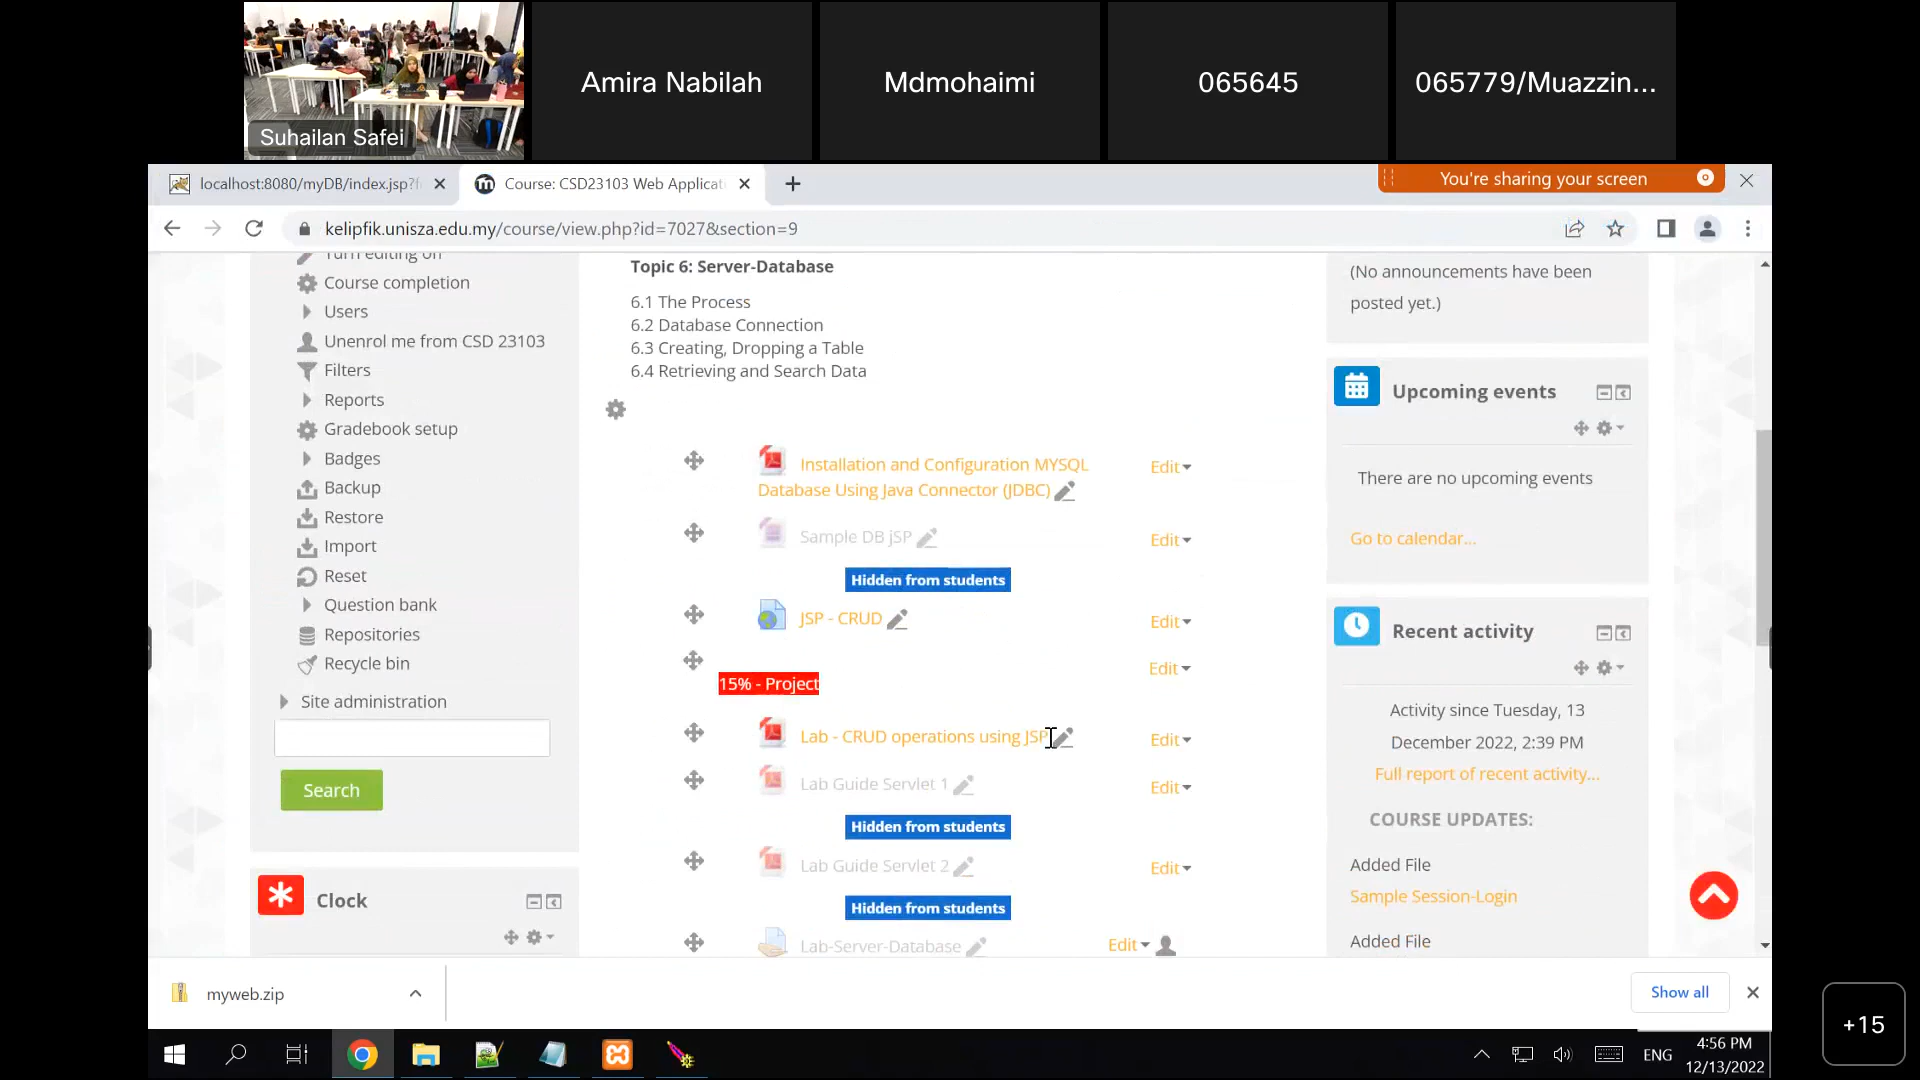 Suhailan Safei
Amira Nabilah
Mdmohaimi
065645
065779/Muazzin...
localhost:8080/myDB/index.jsp?f
Course: CSD23103 Web Applicati
You're sharing your screen
kelipfik.unisza.edu.my/course/view.php?id=7027&section=9
Turn editing on
Course completion
Users
Unenrol me from CSD 23103
Filters
Reports
Gradebook setup
Badges
Backup
Restore
Import
Reset
Question bank
Repositories
Recycle bin
Site administration
Search
Clock
Topic 6: Server-Database
6.1 The Process
6.2 Database Connection
6.3 Creating, Dropping a Table
6.4 Retrieving and Search Data
Installation and Configuration MYSQL
Database Using Java Connector (JDBC)
Edit
Sample DB jSP
Edit
Hidden from students
JSP - CRUD
Edit
Edit
15% - Project
Lab - CRUD operations using JSP
Edit
Lab Guide Servlet 1
Edit
Hidden from students
Lab Guide Servlet 2
Edit
Hidden from students
Lab-Server-Database
Edit
(No announcements have been
posted yet.)
Upcoming events
There are no upcoming events
Go to calendar...
Recent activity
Activity since Tuesday, 13
December 2022, 2:39 PM
Full report of recent activity...
COURSE UPDATES:
Added File
Sample Session-Login
Added File
myweb.zip
Show all
+15
ENG
4:56 PM
12/13/2022